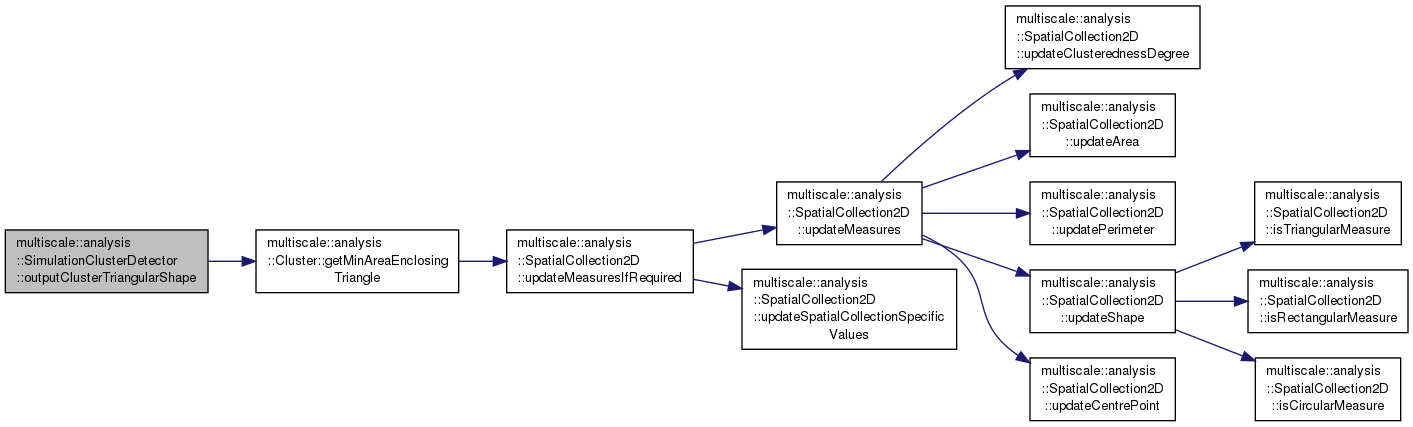 multiscale::analysis
::SimulationClusterDetector
::outputClusterTriangularShape
multiscale::analysis
::Cluster::getMinAreaEnclosing
Triangle
multiscale::analysis
::SpatialCollection2D
::updateMeasuresIfRequired
multiscale::analysis
::SpatialCollection2D
::updateMeasures
multiscale::analysis
::SpatialCollection2D
::updateSpatialCollectionSpecific
Values
multiscale::analysis
::SpatialCollection2D
::updateClusterednessDegree
multiscale::analysis
::SpatialCollection2D
::updateArea
multiscale::analysis
::SpatialCollection2D
::updatePerimeter
multiscale::analysis
::SpatialCollection2D
::updateShape
multiscale::analysis
::SpatialCollection2D
::updateCentrePoint
multiscale::analysis
::SpatialCollection2D
::isTriangularMeasure
multiscale::analysis
::SpatialCollection2D
::isRectangularMeasure
multiscale::analysis
::SpatialCollection2D
::isCircularMeasure